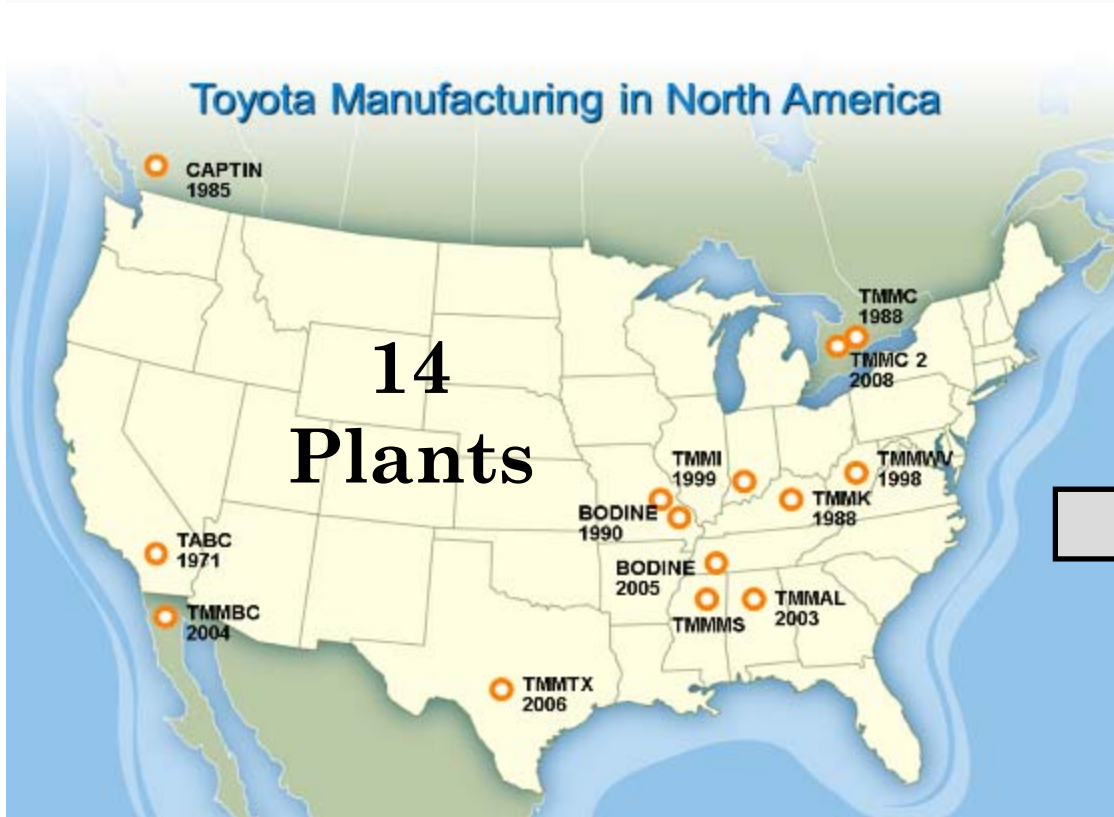 Toyota Manufacturing in North America
CAPTIN
1985
TMMC
1988
TMMC 2
2008
14
Plants
TMMI
1999
TMMWV
1998
BODINE
1990
TMMK
1988
TABC
1971
BODINE
2005
TMMMS
TMMAL
2003
TMMBC
2004
TMMTX
2006